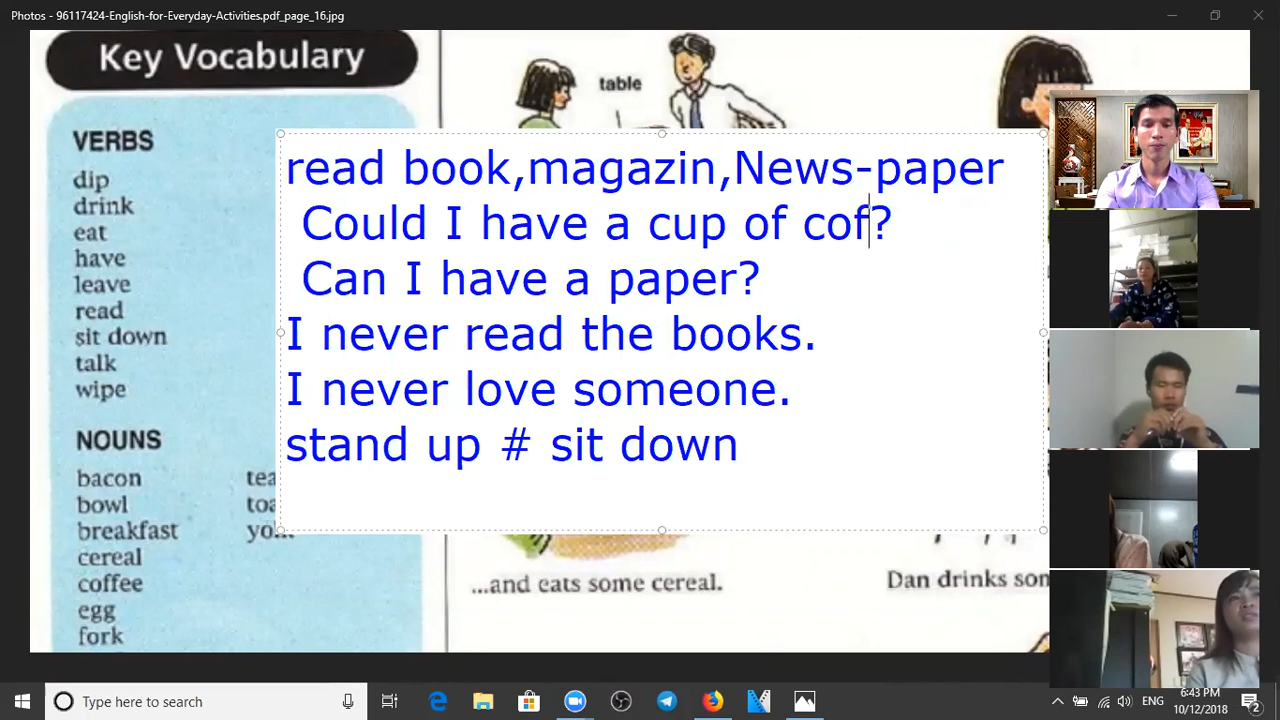 Photos - 96117424-English-for-Everyday-Activities.pdf_page_16.jpg
Key Vocabulary
VERBS
dip
drink
eat
have
leave
read
sit down
talk
wipe
NOUNS
bacon
bowl
breakfast
cereal
coffee
egg
fork
table
read book,magazin,News-paper
Could I have a cup of cof?
Can I have a paper?
I never read the books.
I never love someone.
stand up # sit down
...and eats some cereal.
Dan drinks
Type here to search
ENG
6:43 PM
10/12/2018
2